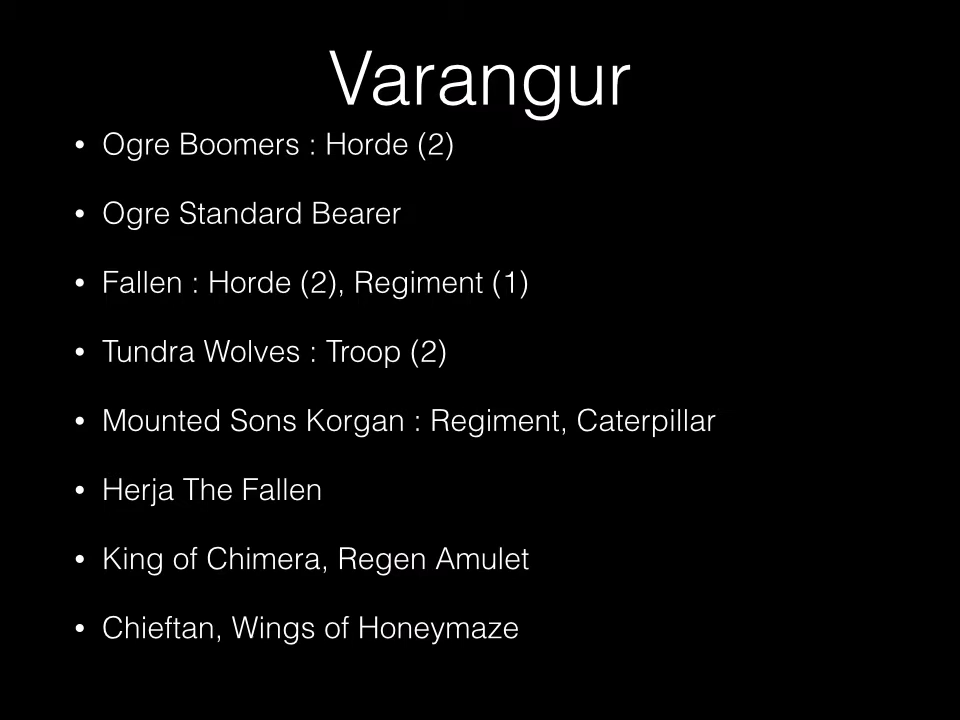 Varangur
• Ogre Boomers : Horde (2)
• Ogre Standard Bearer
• Fallen : Horde (2), Regiment (1)
• Tundra Wolves : Troop (2)
• Mounted Sons Korgan : Regiment, Caterpillar
• Herja The Fallen
• King of Chimera, Regen Amulet
• Chieftan, Wings of Honeymaze